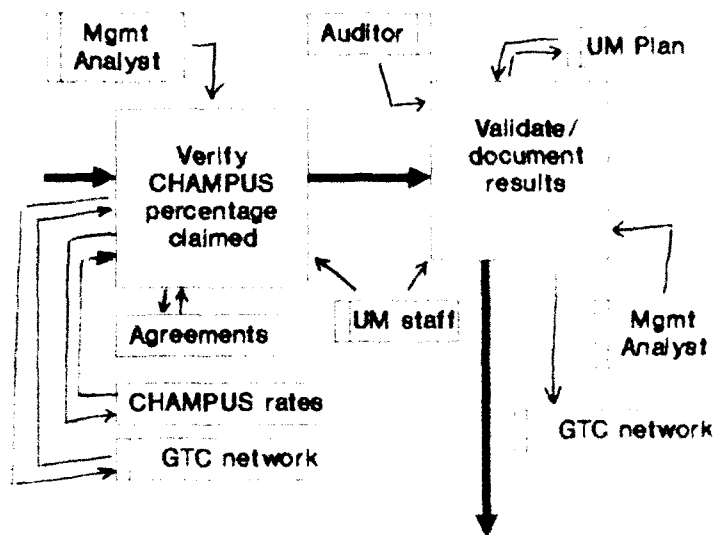 Mgmt
Analyst
Auditor
UM Plan
Verify
CHAMPUS
percentage
claimed
Validate/
document
results
Agreements
UM staff
Mgmt
Analyst
CHAMPUS rates
GTC network
GTC network